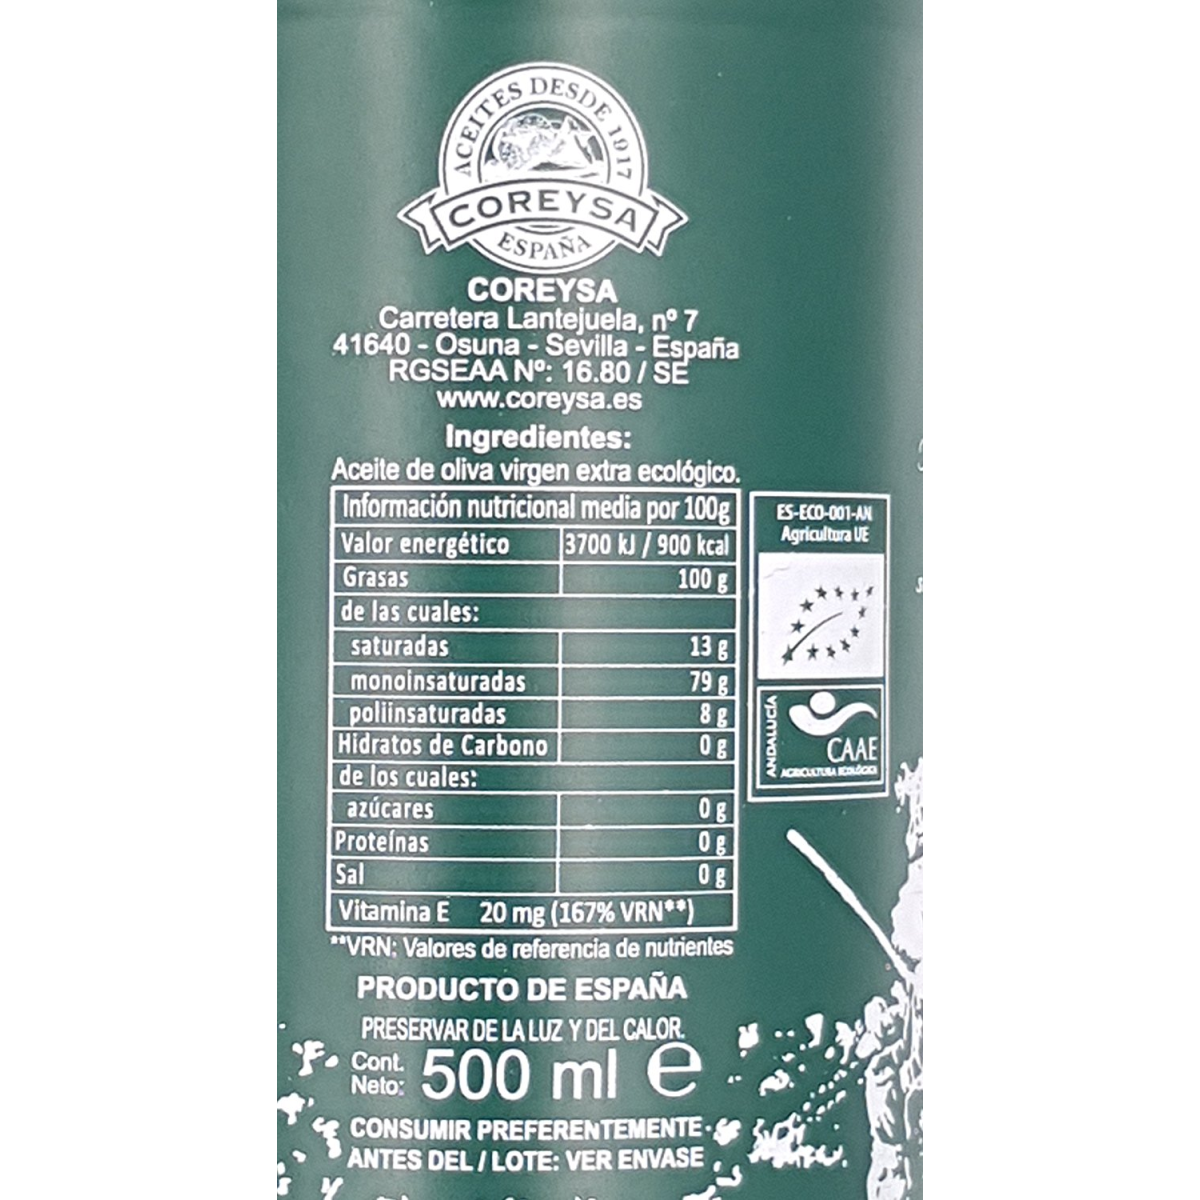 ACEITES DESDE 1917
COREYSA
ESPAÑA
COREYSA
Carretera Lantejuela, nº 7
41640 - Osuna - Sevilla - España
RGSEAA Nº: 16.80 / SE
www.coreysa.es
Ingredientes:
Aceite de oliva virgen extra ecológico.
Información nutricional media por 100g
Valor energético 3700 kJ / 900 kcal
Grasas 100 g
de las cuales:
saturadas 13 g
monoinsaturadas 79 g
poliinsaturadas 8 g
Hidratos de Carbono 0 g
de los cuales:
azúcares 0 g
Proteínas 0 g
Sal 0 g
Vitamina E 20 mg (167% VRN**)
**VRN: Valores de referencia de nutrientes
ES-ECO-001-AN
Agricultura UE
ANDALUCÍA
CAAE
AGRICULTURA ECOLÓGICA
PRODUCTO DE ESPAÑA
PRESERVAR DE LA LUZ Y DEL CALOR.
Cont.
Neto: 500 ml e
CONSUMIR PREFERENTEMENTE
ANTES DEL / LOTE: VER ENVASE